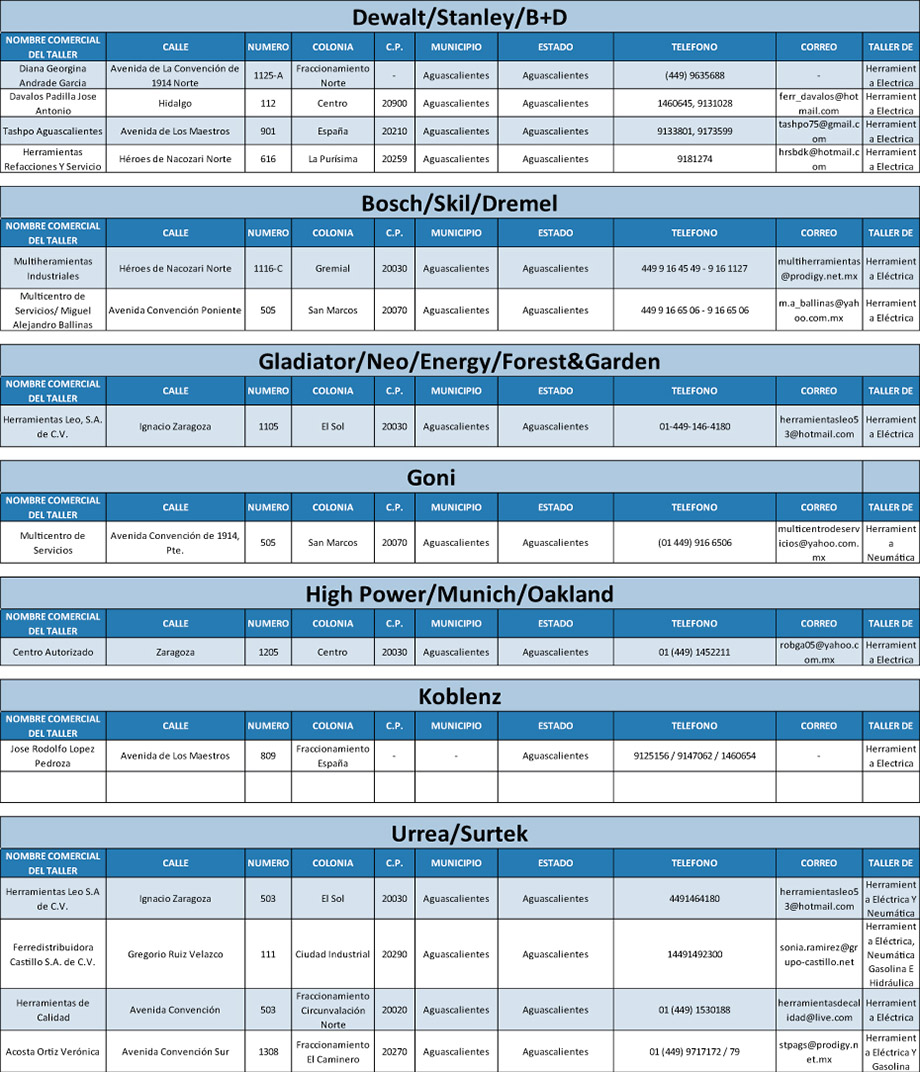 Dewalt/Stanley/B+D
NOMBRE COMERCIAL DEL TALLER CALLE NUMERO COLONIA C.P. MUNICIPIO ESTADO TELEFONO CORREO TALLER DE
Diana Georgina Andrade Garcia Avenida de La Convención de 1914 Norte 1125-A Fraccionamiento Norte - Aguascalientes Aguascalientes (449) 9635688 - Herramienta Electrica
Davalos Padilla Jose Antonio Hidalgo 112 Centro 20900 Aguascalientes Aguascalientes 1460645, 9131028 ferr_davalos@hotmail.com Herramienta Electrica
Tashpo Aguascalientes Avenida de Los Maestros 901 España 20210 Aguascalientes Aguascalientes 9133801, 9173599 tashpo75@gmail.com Herramienta Electrica
Herramientas Refacciones Y Servicio Héroes de Nacozari Norte 616 La Purísima 20259 Aguascalientes Aguascalientes 9181274 hrsbdk@hotmail.com Herramienta Electrica
Bosch/Skil/Dremel
NOMBRE COMERCIAL DEL TALLER CALLE NUMERO COLONIA C.P. MUNICIPIO ESTADO TELEFONO CORREO TALLER DE
Multiheramientas Industriales Héroes de Nacozari Norte 1116-C Gremial 20030 Aguascalientes Aguascalientes 449 9 16 45 49 - 9 16 1127 multiherramientas@prodigy.net.mx Herramienta Eléctrica
Multicentro de Servicios/ Miguel Alejandro Ballinas Avenida Convención Poniente 505 San Marcos 20070 Aguascalientes Aguascalientes 449 9 16 65 06 - 9 16 65 06 m.a_ballinas@yahoo.com.mx Herramienta Eléctrica
Gladiator/Neo/Energy/Forest&Garden
NOMBRE COMERCIAL DEL TALLER CALLE NUMERO COLONIA C.P. MUNICIPIO ESTADO TELEFONO CORREO TALLER DE
Herramientas Leo, S.A. de C.V. Ignacio Zaragoza 1105 El Sol 20030 Aguascalientes Aguascalientes 01-449-146-4180 herramientasleo53@hotmail.com Herramienta Eléctrica
Goni
NOMBRE COMERCIAL DEL TALLER CALLE NUMERO COLONIA C.P. MUNICIPIO ESTADO TELEFONO CORREO TALLER DE
Multicentro de Servicios Avenida Convención de 1914, Pte. 505 San Marcos 20070 Aguascalientes Aguascalientes (01 449) 916 6506 multicentrodeservicios@yahoo.com.mx Herramienta Neumática
High Power/Munich/Oakland
NOMBRE COMERCIAL DEL TALLER CALLE NUMERO COLONIA C.P. MUNICIPIO ESTADO TELEFONO CORREO TALLER DE
Centro Autorizado Zaragoza 1205 Centro 20030 Aguascalientes Aguascalientes 01 (449) 1452211 robga05@yahoo.com.mx Herramienta Electrica
Koblenz
NOMBRE COMERCIAL DEL TALLER CALLE NUMERO COLONIA C.P. MUNICIPIO ESTADO TELEFONO CORREO TALLER DE
Jose Rodolfo Lopez Pedroza Avenida de Los Maestros 809 Fraccionamiento España - - Aguascalientes 9125156 / 9147062 / 1460654 - Herramienta Electrica
Urrea/Surtek
NOMBRE COMERCIAL DEL TALLER CALLE NUMERO COLONIA C.P. MUNICIPIO ESTADO TELEFONO CORREO TALLER DE
Herramientas Leo S.A de C.V. Ignacio Zaragoza 503 El Sol 20030 Aguascalientes Aguascalientes 4491464180 herramientasleo53@hotmail.com Herramienta Eléctrica Y Neumática
Ferredistribuidora Castillo S.A. de C.V. Gregorio Ruiz Velazco 111 Ciudad Industrial 20290 Aguascalientes Aguascalientes 14491492300 sonia.ramirez@grupo-castillo.net Herramienta Eléctrica, Neumática Gasolina E Hidráulica
Herramientas de Calidad Avenida Convención 503 Fraccionamiento Circunvalación Norte 20020 Aguascalientes Aguascalientes 01 (449) 1530188 herramientasdecalidad@live.com Herramienta Eléctrica
Acosta Ortiz Verónica Avenida Convención Sur 1308 Fraccionamiento El Caminero 20270 Aguascalientes Aguascalientes 01 (449) 9717172 / 79 stpags@prodigy.net.mx Herramienta Eléctrica Y Gasolina